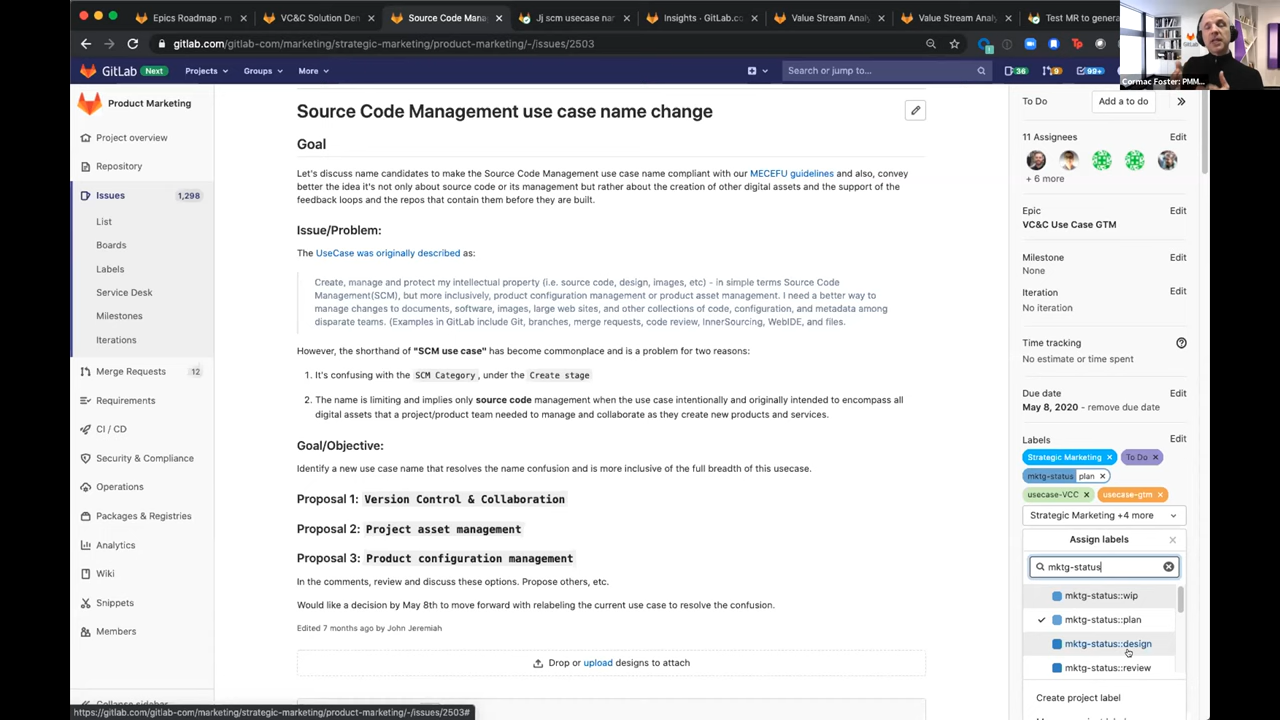 Epics Roadmap · m
VC&C Solution Den
Source Code Mana
Jj scm usecase nar
Insights · GitLab.cc
Value Stream Analy
Value Stream Analy
Test MR to genera
gitlab.com/gitlab-com/marketing/strategic-marketing/product-marketing/-/issues/2503
GitLab Next Projects Groups More Search or jump to... 36 9 99+
GitLab
Cormac Foster: PMM...
Product Marketing
Project overview
Repository
Issues 1,298
List
Boards
Labels
Service Desk
Milestones
Iterations
Merge Requests 12
Requirements
CI / CD
Security & Compliance
Operations
Packages & Registries
Analytics
Wiki
Snippets
Members
Collapse sidebar
Source Code Management use case name change
Goal
Let's discuss name candidates to make the Source Code Management use case name compliant with our MECEFU guidelines and also, convey
better the idea it's not only about source code or its management but rather about the creation of other digital assets and the support of the
feedback loops and the repos that contain them before they are built.
Issue/Problem:
The UseCase was originally described as:
Create, manage and protect my intellectual property (i.e. source code, design, images, etc) - in simple terms Source Code
Management(SCM), but more inclusively, product configuration management or product asset management. I need a better way to
manage changes to documents, software, images, large web sites, and other collections of code, configuration, and metadata among
disparate teams. (Examples in GitLab include Git, branches, merge requests, code review, InnerSourcing, WebIDE, and files.
However, the shorthand of "SCM use case" has become commonplace and is a problem for two reasons:
1. It's confusing with the SCM Category, under the Create stage
2. The name is limiting and implies only source code management when the use case intentionally and originally intended to encompass all
digital assets that a project/product team needed to manage and collaborate as they create new products and services.
Goal/Objective:
Identify a new use case name that resolves the name confusion and is more inclusive of the full breadth of this usecase.
Proposal 1: Version Control & Collaboration
Proposal 2: Project asset management
Proposal 3: Product configuration management
In the comments, review and discuss these options. Propose others, etc.
Would like a decision by May 8th to move forward with relabeling the current use case to resolve the confusion.
Edited 7 months ago by John Jeremiah
Drop or upload designs to attach
To Do Add a to do
11 Assignees Edit
+ 6 more
Epic Edit
VC&C Use Case GTM
Milestone Edit
None
Iteration Edit
No iteration
Time tracking
No estimate or time spent
Due date Edit
May 8, 2020 - remove due date
Labels Edit
Strategic Marketing To Do
mktg-status plan
usecase-VCC usecase-gtm
Strategic Marketing +4 more
Assign labels
mktg-status
mktg-status::wip
mktg-status::plan
mktg-status::design
mktg-status::review
Create project label
https://gitlab.com/gitlab-com/marketing/strategic-marketing/product-marketing/-/issues/2503#